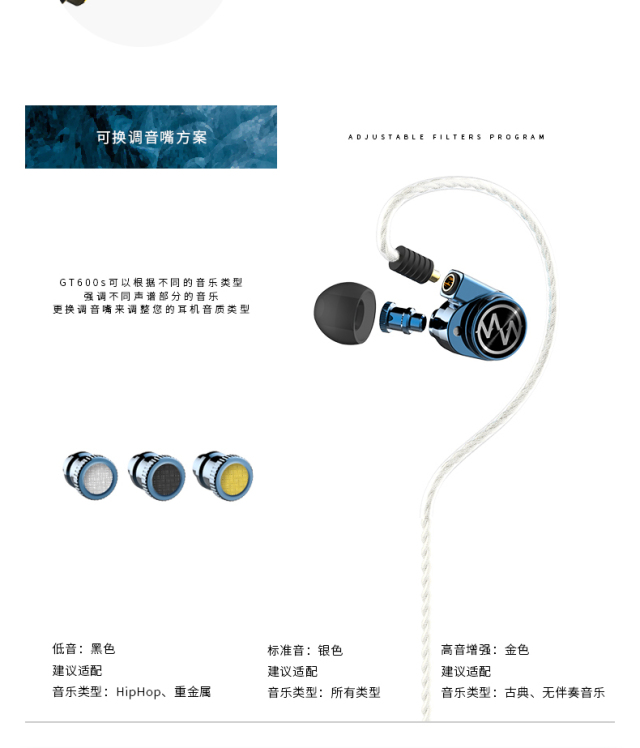 可换调音嘴方案
ADJUSTABLE FILTERS PROGRAM
GT600s可以根据不同的音乐类型
强调不同声谱部分的音乐
更换调音嘴来调整您的耳机音质类型
低音：黑色
建议适配
音乐类型：HipHop、重金属
标准音：银色
建议适配
音乐类型：所有类型
高音增强：金色
建议适配
音乐类型：古典、无伴奏音乐